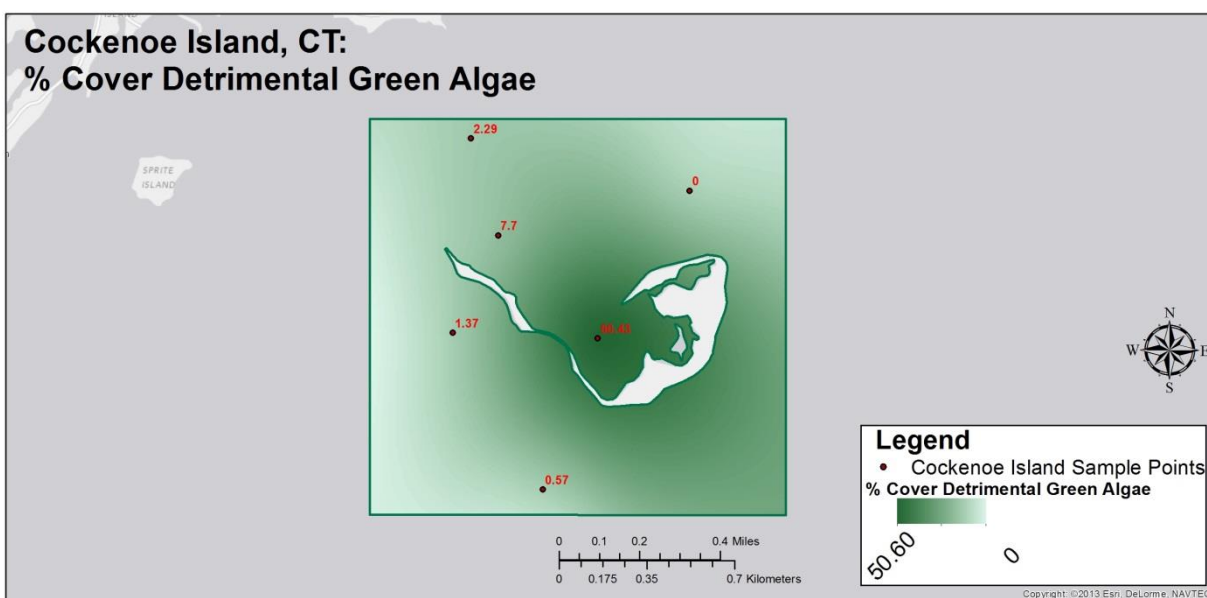 ISLAND
Cockenoe Island, CT:
% Cover Detrimental Green Algae
SPRITE
ISLAND
2.29
0
7.7
1.37
0.57
N
W E
S
0 0.1 0.2 0.4 Miles
0 0.175 0.35 0.7 Kilometers
Legend
Cockenoe Island Sample Points
% Cover Detrimental Green Algae
50.60 0
Copyright: ©2013 Esri, DeLorme, NAVTEQ